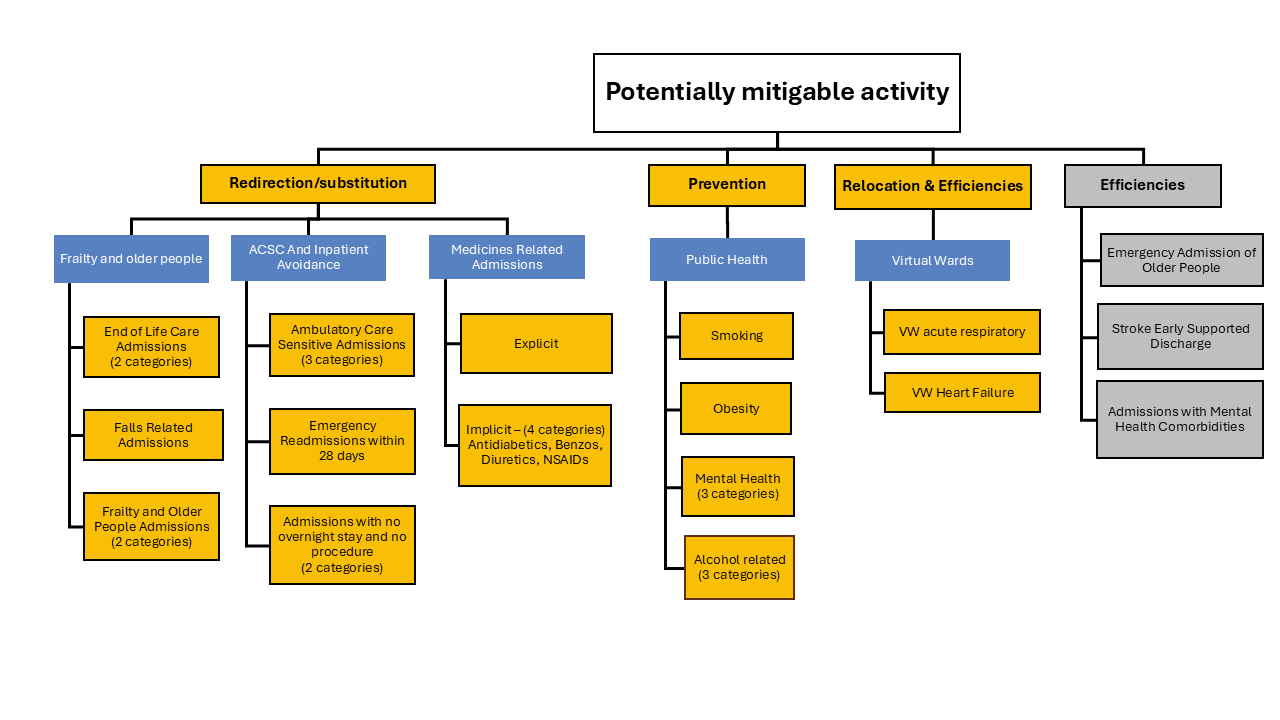 Potentially mitigable activity
Redirection/substitution
Prevention
Relocation & Efficiencies
Efficiencies
Frailty and older people
ACSC And Inpatient
Avoidance
Medicines Related
Admissions
Public Health
Virtual Wards
Emergency Admission of
Older People
End of Life Care
Admissions
(2 categories)
Ambulatory Care
Sensitive Admissions
(3 categories)
Explicit
Smoking
VW acute respiratory
Stroke Early Supported
Discharge
Falls Related
Admissions
Emergency
Readmissions within
28 days
Implicit – (4 categories)
Antidiabetics, Benzos,
Diuretics, NSAIDs
Obesity
VW Heart Failure
Admissions with Mental
Health Comorbidities
Frailty and Older
People Admissions
(2 categories)
Admissions with no
overnight stay and no
procedure
(2 categories)
Mental Health
(3 categories)
Alcohol related
(3 categories)